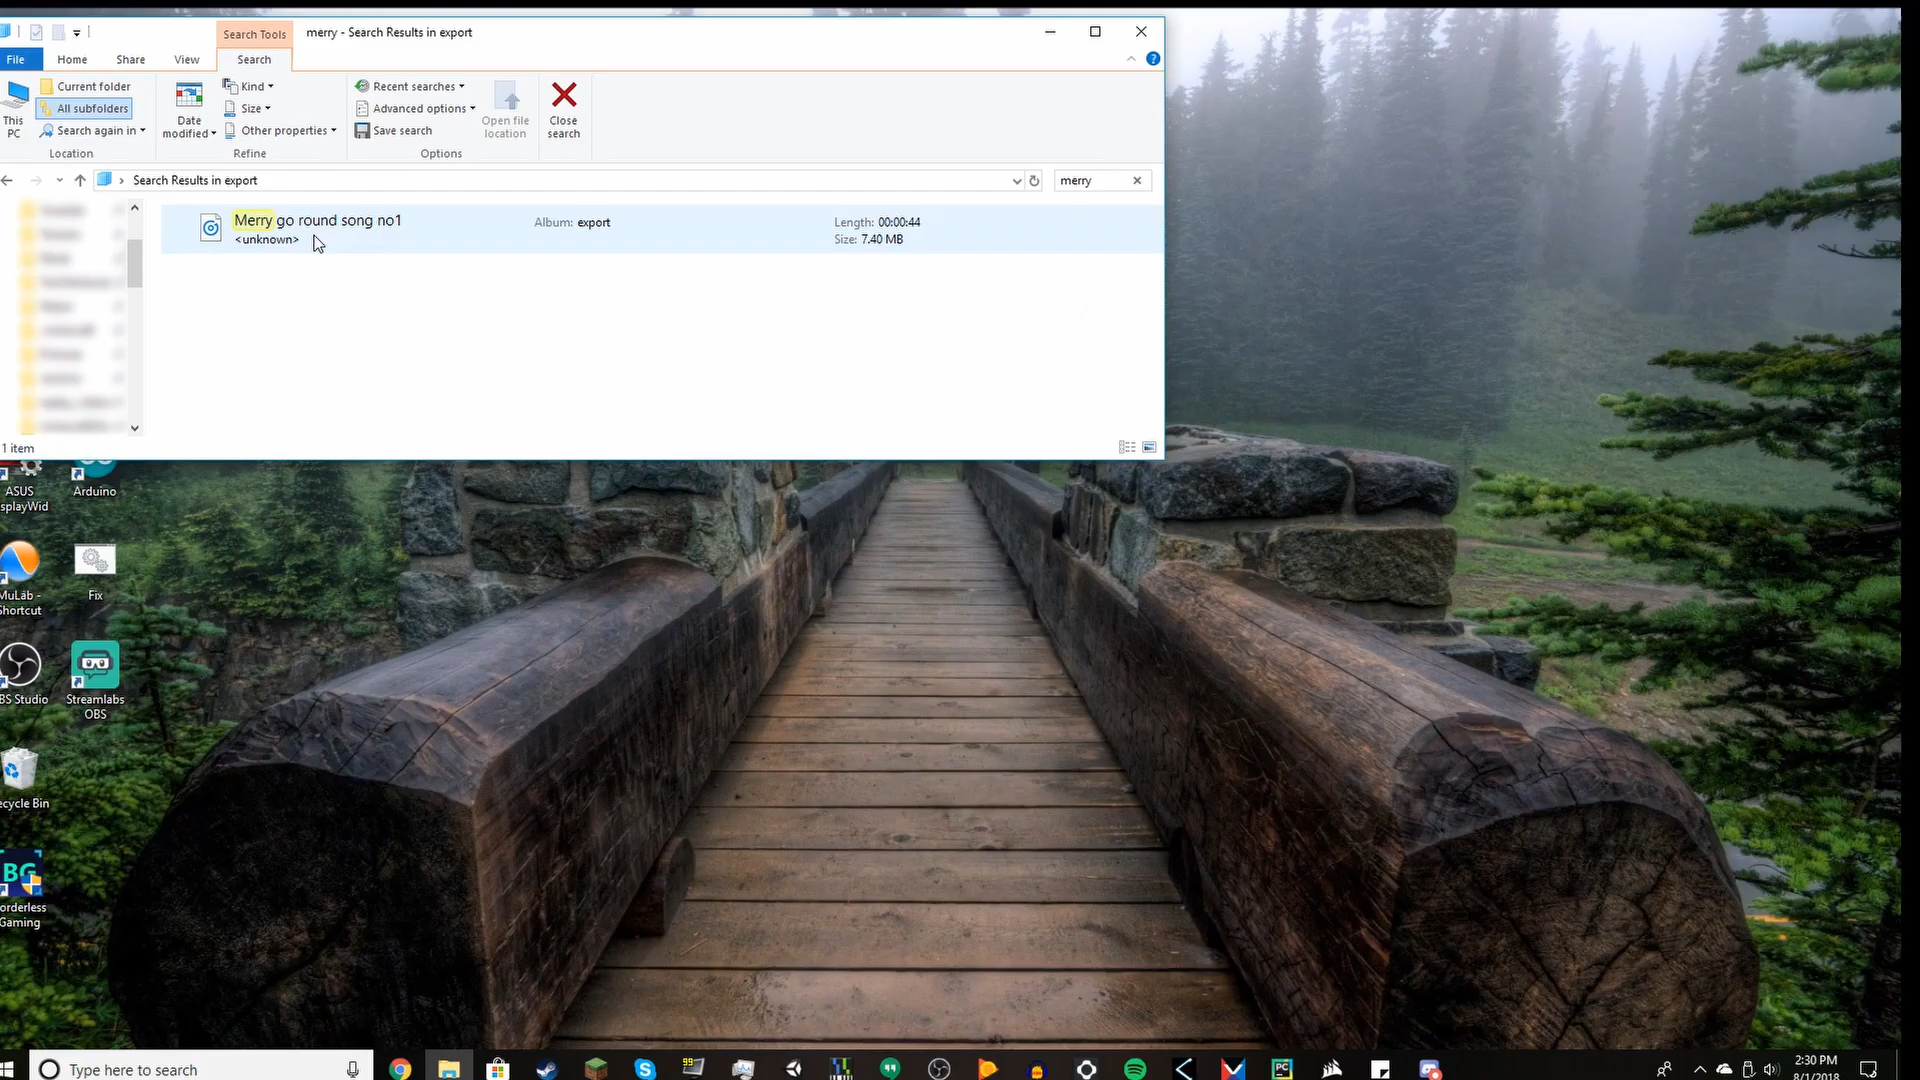 Search Tools
merry - Search Results in export
File
Home
Share
View
Search
This PC
Current folder
All subfolders
Search again in
Location
Date modified
Kind
Size
Other properties
Refine
Recent searches
Advanced options
Save search
Options
Open file location
Close search
Search Results in export
merry
Merry go round song no1
<unknown>
Album: export
Length: 00:00:44
Size: 7.40 MB
1 item
ASUS
splayWid
Arduino
MuLab -
Shortcut
Fix
BS Studio
Streamlabs
OBS
ecycle Bin
BG
orderless
Gaming
Type here to search
99
PC
2:30 PM
8/1/2018